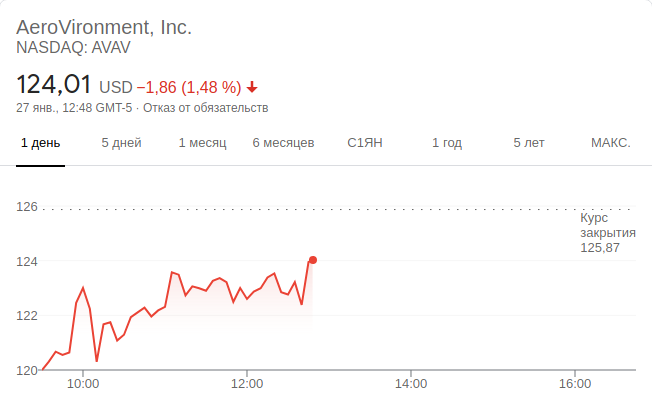 AeroVironment, Inc.
NASDAQ: AVAV
124,01 USD −1,86 (1,48 %)
27 янв., 12:48 GMT-5 · Отказ от обязательств
1 день 5 дней 1 месяц 6 месяцев С1ЯН 1 год 5 лет МАКС.
126
Курс
закрытия
125,87
124
122
120
10:00 12:00 14:00 16:00